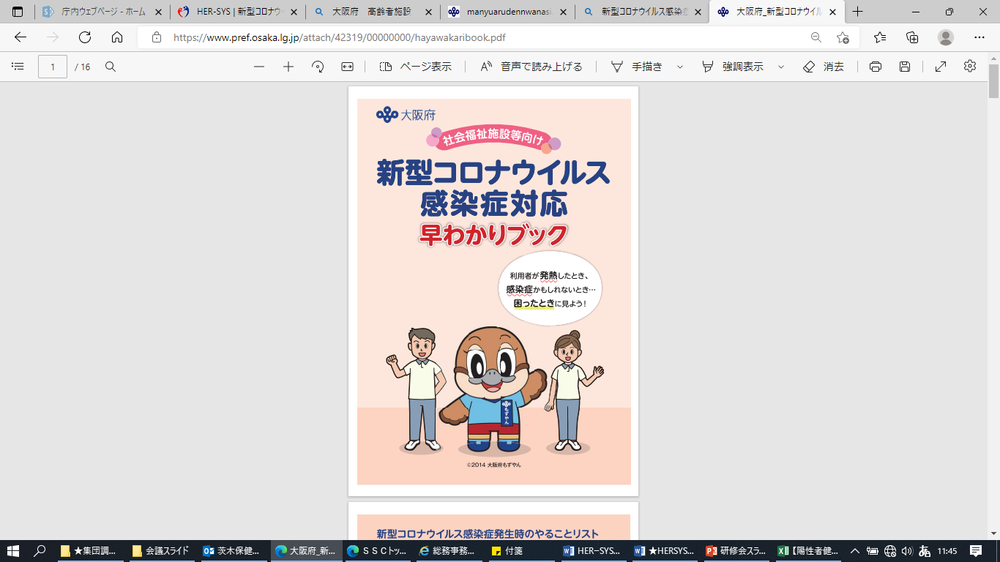 庁内ウェブページ - ホーム
HER-SYS | 新型コロナウ
大阪府 高齢者施設
manyuarudennwanasi
新型コロナウイルス感染症
大阪府_新型コロナウイル
https://www.pref.osaka.lg.jp/attach/42319/00000000/hayawakaribook.pdf
1 / 16
ページ表示
音声で読み上げる
手描き
強調表示
消去
大阪府
社会福祉施設等向け
新型コロナウイルス
感染症対応
早わかりブック
利用者が発熱したとき、
感染症かもしれないとき…
困ったときに見よう!
もずやん
©2014 大阪府もずやん
新型コロナウイルス感染症発生時のやることリスト
★集団調...
会議スライド
茨木保健...
大阪府_新...
ＳＳＣトッ...
総務事務...
付箋
HER−SYS...
★HERSYS...
研修会スラ...
【陽性者健...
あ
11:45